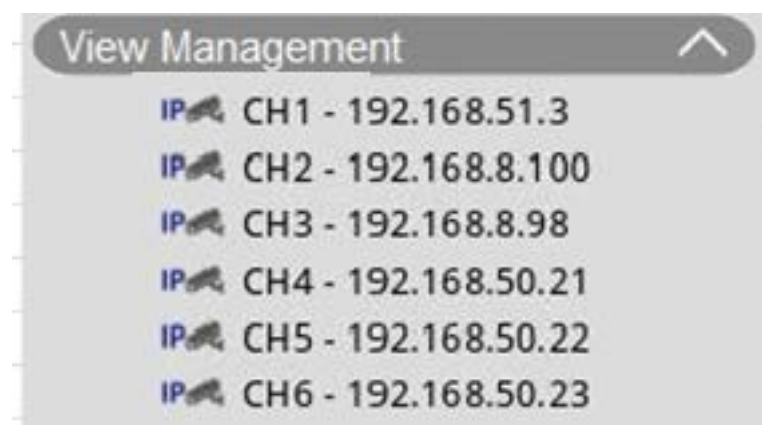 View Management
IP CH1 - 192.168.51.3
IP CH2 - 192.168.8.100
IP CH3 - 192.168.8.98
IP CH4 - 192.168.50.21
IP CH5 - 192.168.50.22
IP CH6 - 192.168.50.23